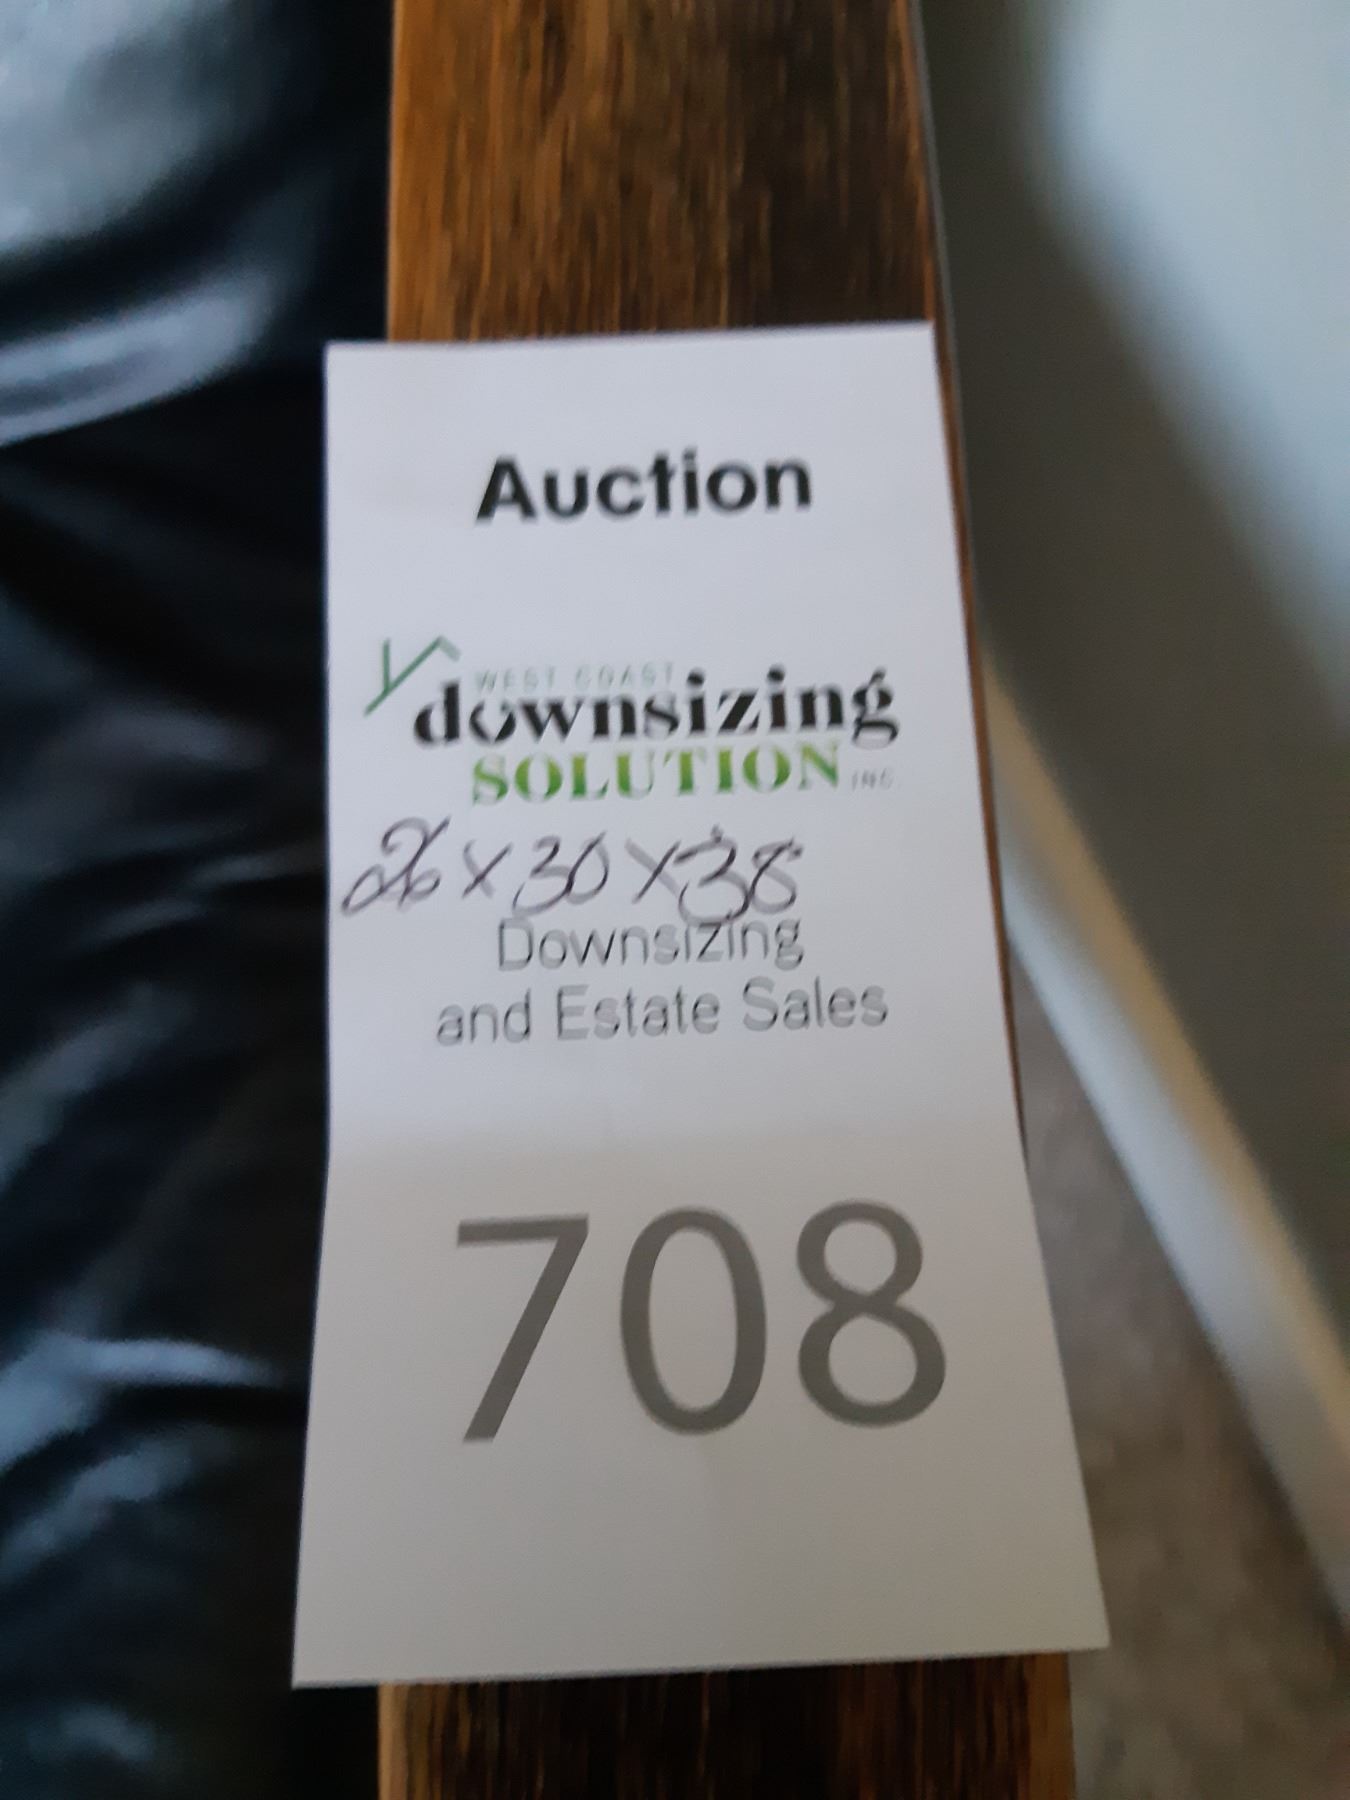 Auction
WEST COAST
downsizing
SOLUTION INC.
26 x 30 x 38
Downsizing
and Estate Sales
708